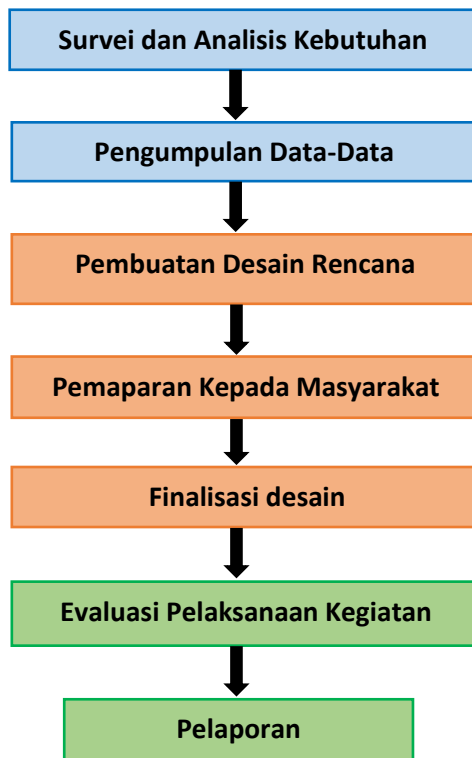 Survei dan Analisis Kebutuhan
Pengumpulan Data-Data
Pembuatan Desain Rencana
Pemaparan Kepada Masyarakat
Finalisasi desain
Evaluasi Pelaksanaan Kegiatan
Pelaporan